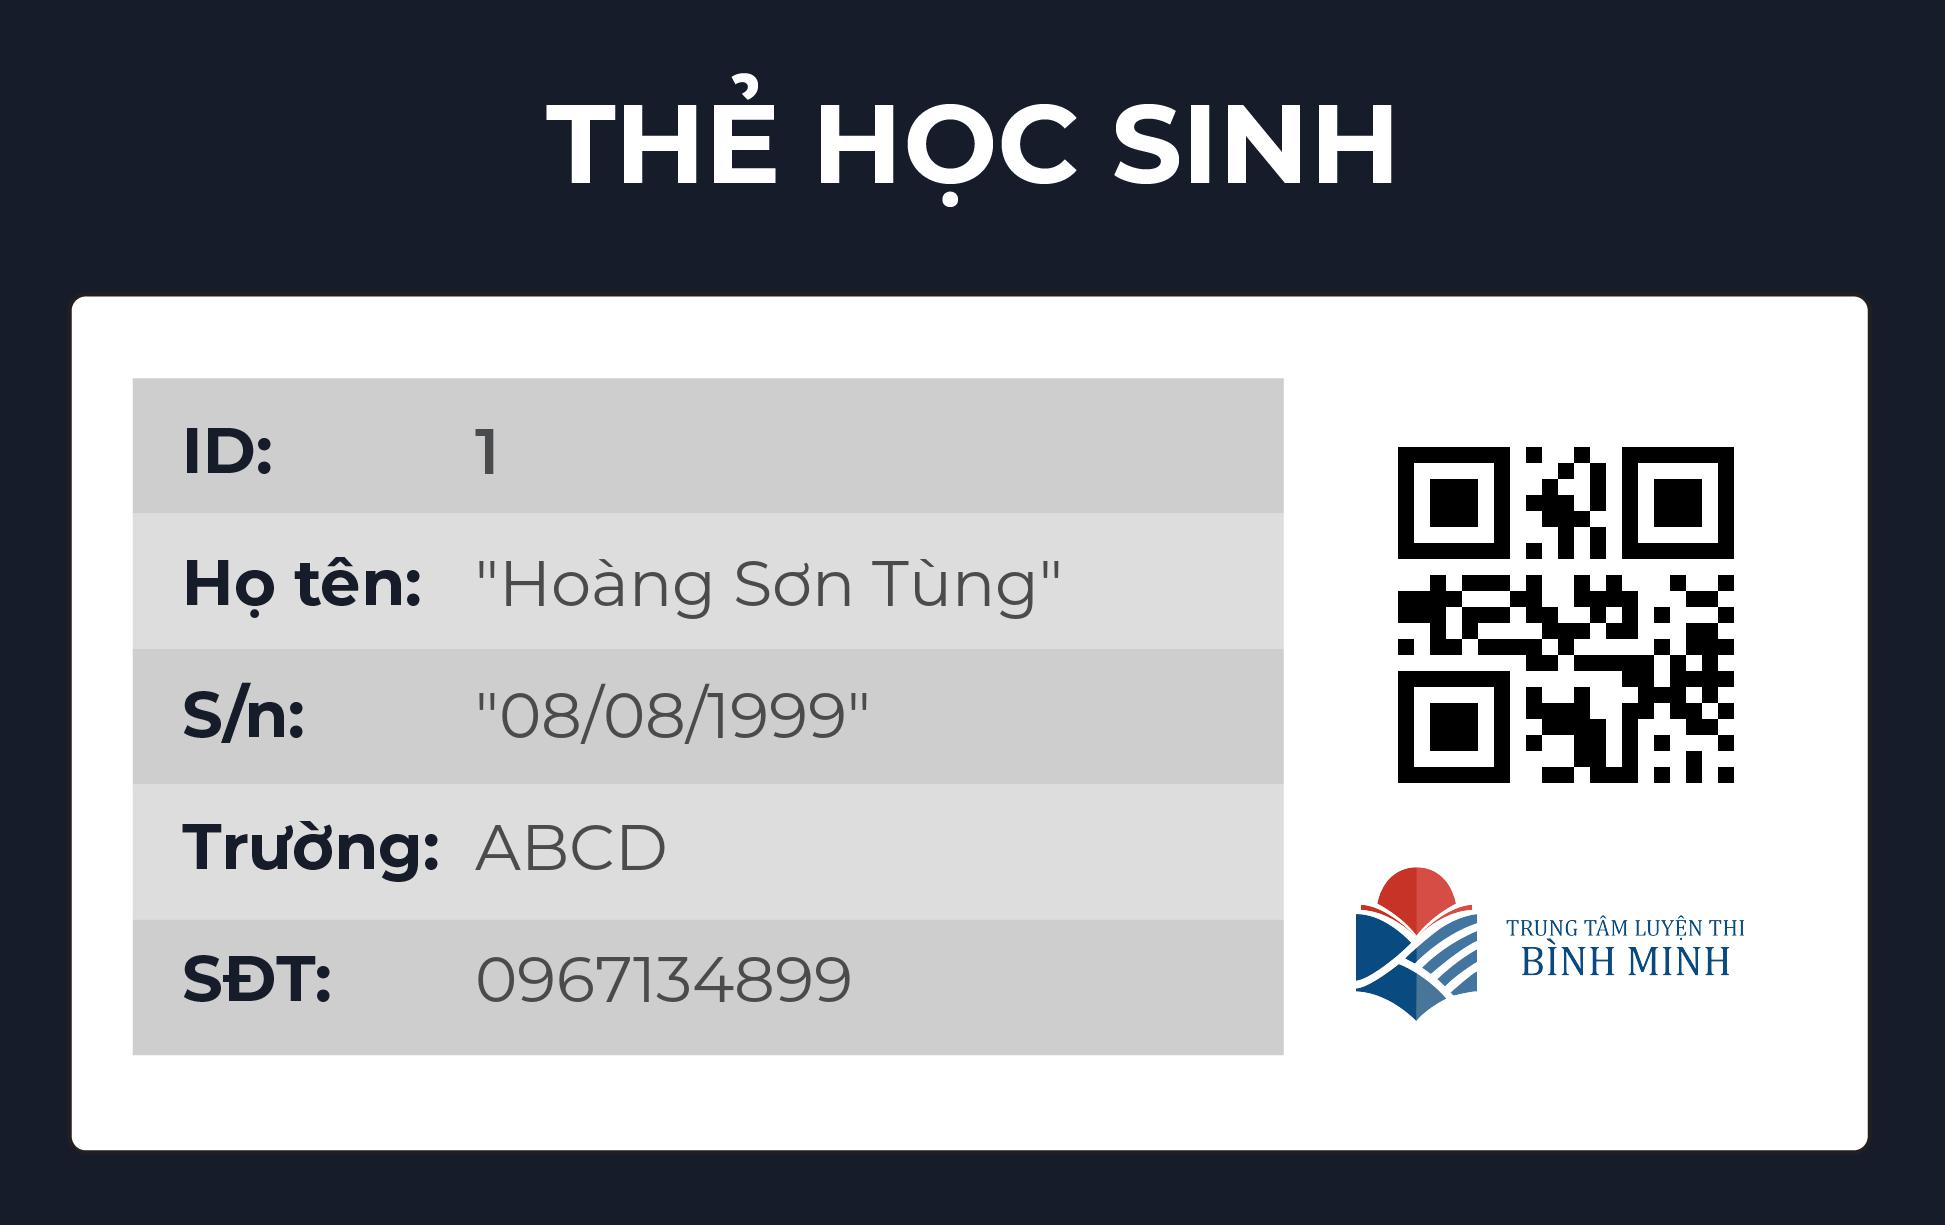 THẺ HỌC SINH
ID: 1
Họ tên: "Hoàng Sơn Tùng"
S/n: "08/08/1999"
Trường: ABCD
SĐT: 0967134899
TRUNG TÂM LUYỆN THI
BÌNH MINH